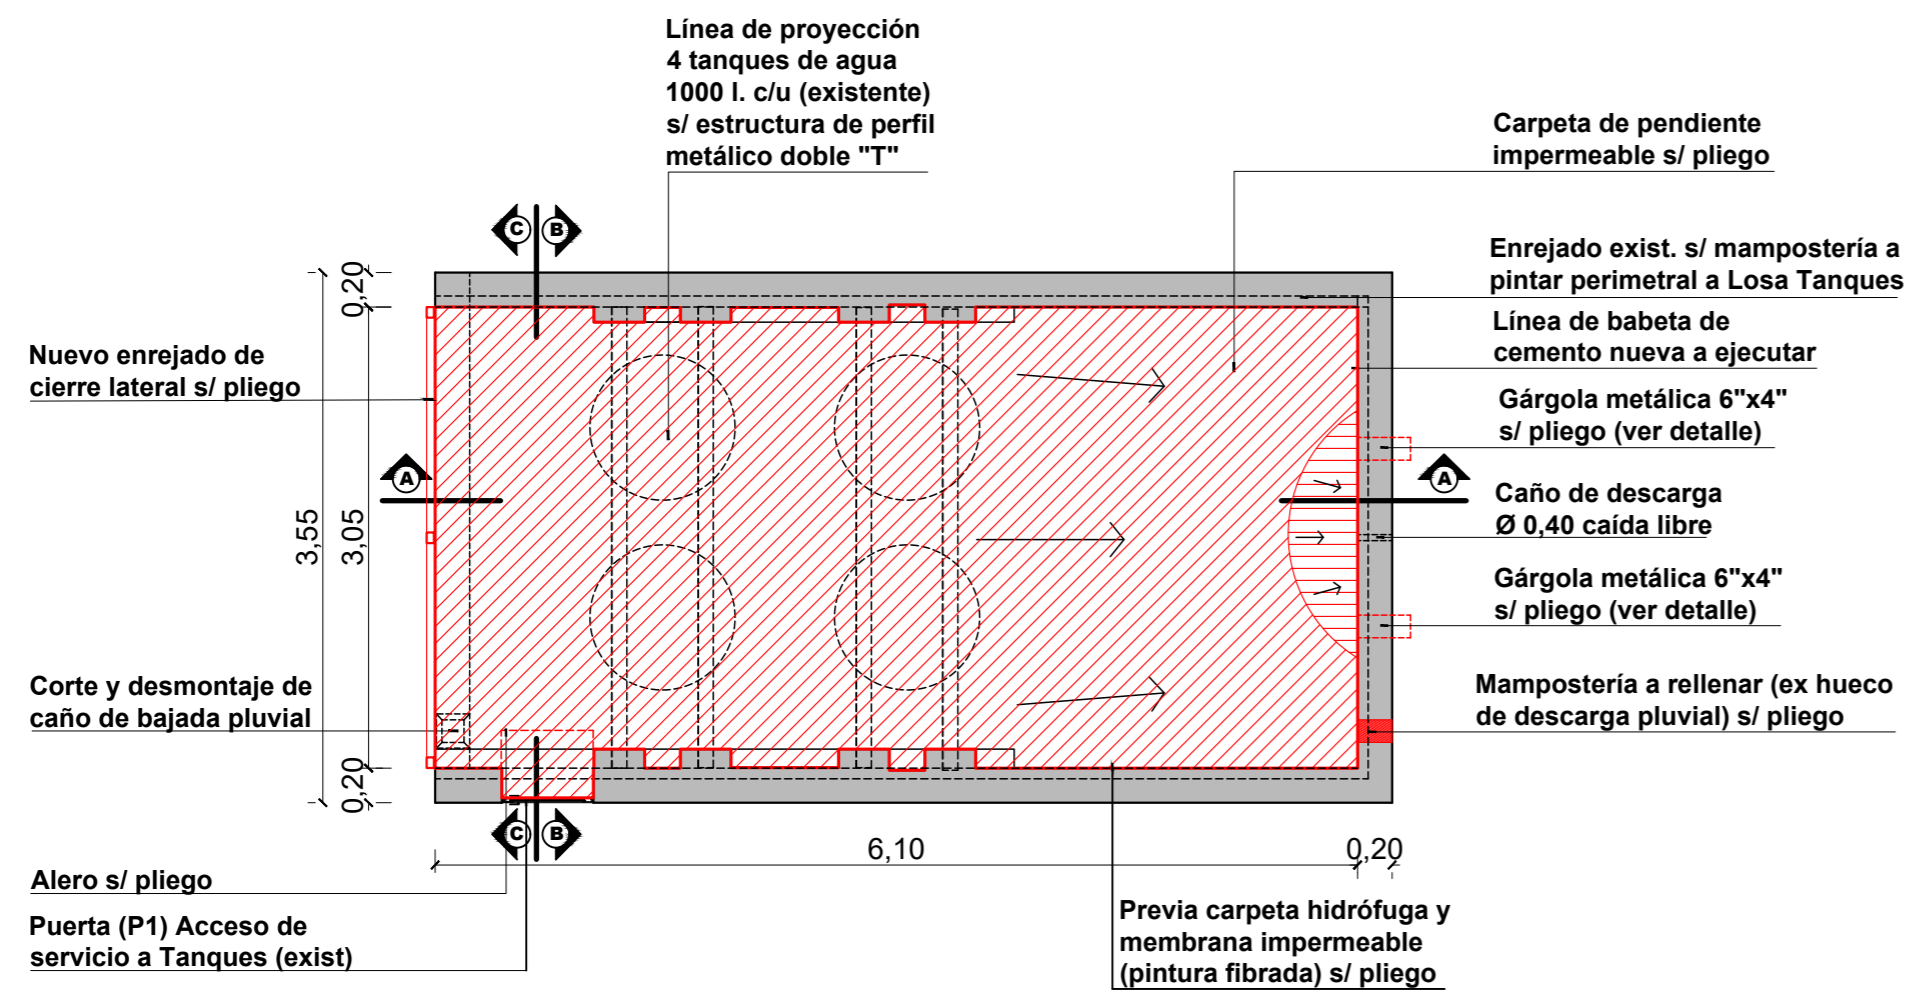 Línea de proyección
4 tanques de agua
1000 l. c/u (existente)
s/ estructura de perfil
metálico doble "T"
Carpeta de pendiente
impermeable s/ pliego
Enrejado exist. s/ mampostería a
pintar perimetral a Losa Tanques
Línea de babeta de
cemento nueva a ejecutar
Gárgola metálica 6"x4"
s/ pliego (ver detalle)
Caño de descarga
Ø 0,40 caída libre
Gárgola metálica 6"x4"
s/ pliego (ver detalle)
Mampostería a rellenar (ex hueco
de descarga pluvial) s/ pliego
Nuevo enrejado de
cierre lateral s/ pliego
Corte y desmontaje de
caño de bajada pluvial
Alero s/ pliego
Puerta (P1) Acceso de
servicio a Tanques (exist)
Previa carpeta hidrófuga y
membrana impermeable
(pintura fibrada) s/ pliego
C B
A
A
C B
0,20
3,55
3,05
0,20
6,10
0,20